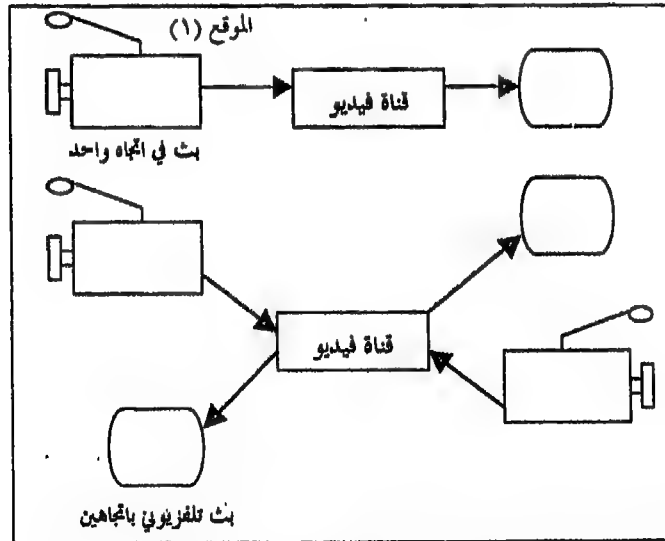 الموقع (١)
قناة فيديو
بث في اتجاه واحد
قناة فيديو
بث تلفزيوني باتجاهين